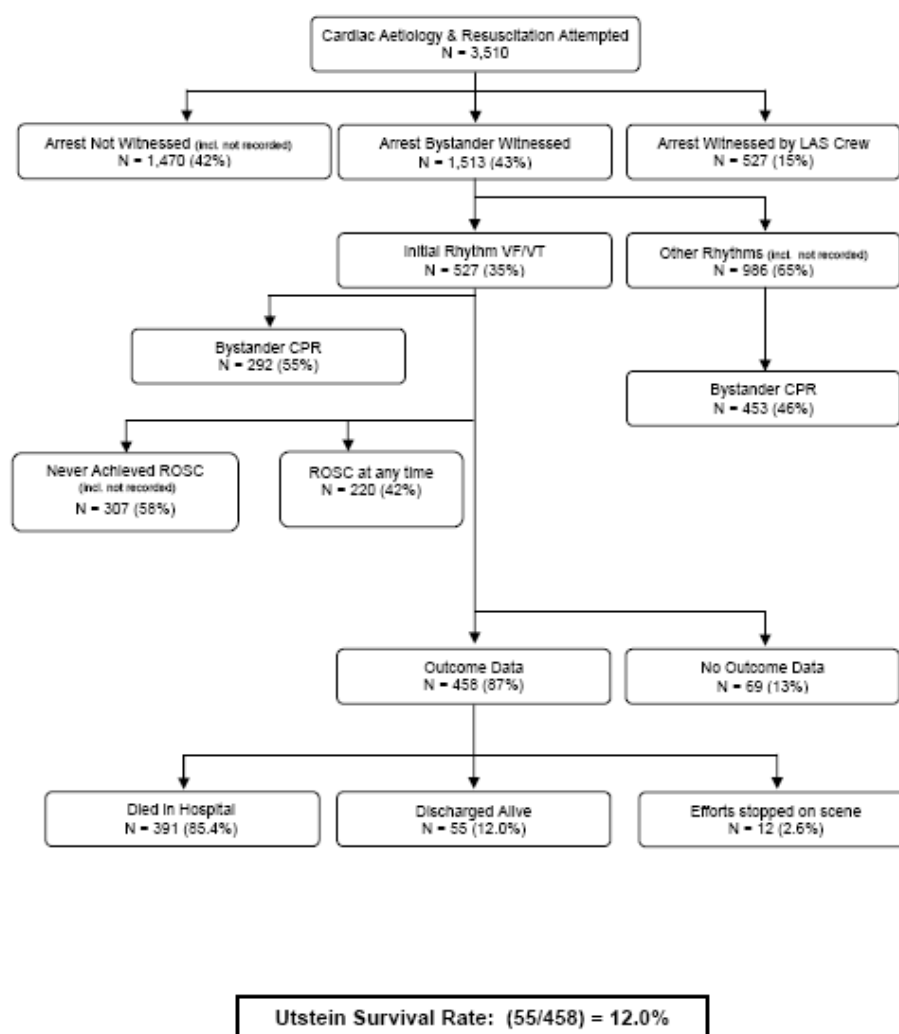 Cardiac Aetiology & Resuscitation Attempted
N = 3,510
Arrest Not Witnessed (incl. not recorded)
N = 1,470 (42%)
Arrest Bystander Witnessed
N = 1,513 (43%)
Arrest Witnessed by LAS Crew
N = 527 (15%)
Initial Rhythm VF/VT
N = 527 (35%)
Other Rhythms (incl. not recorded)
N = 986 (65%)
Bystander CPR
N = 292 (55%)
Bystander CPR
N = 453 (46%)
Never Achieved ROSC
(incl. not recorded)
N = 307 (58%)
ROSC at any time
N = 220 (42%)
Outcome Data
N = 458 (87%)
No Outcome Data
N = 69 (13%)
Died in Hospital
N = 391 (85.4%)
Discharged Alive
N = 55 (12.0%)
Efforts stopped on scene
N = 12 (2.6%)
Utstein Survival Rate: (55/458) = 12.0%